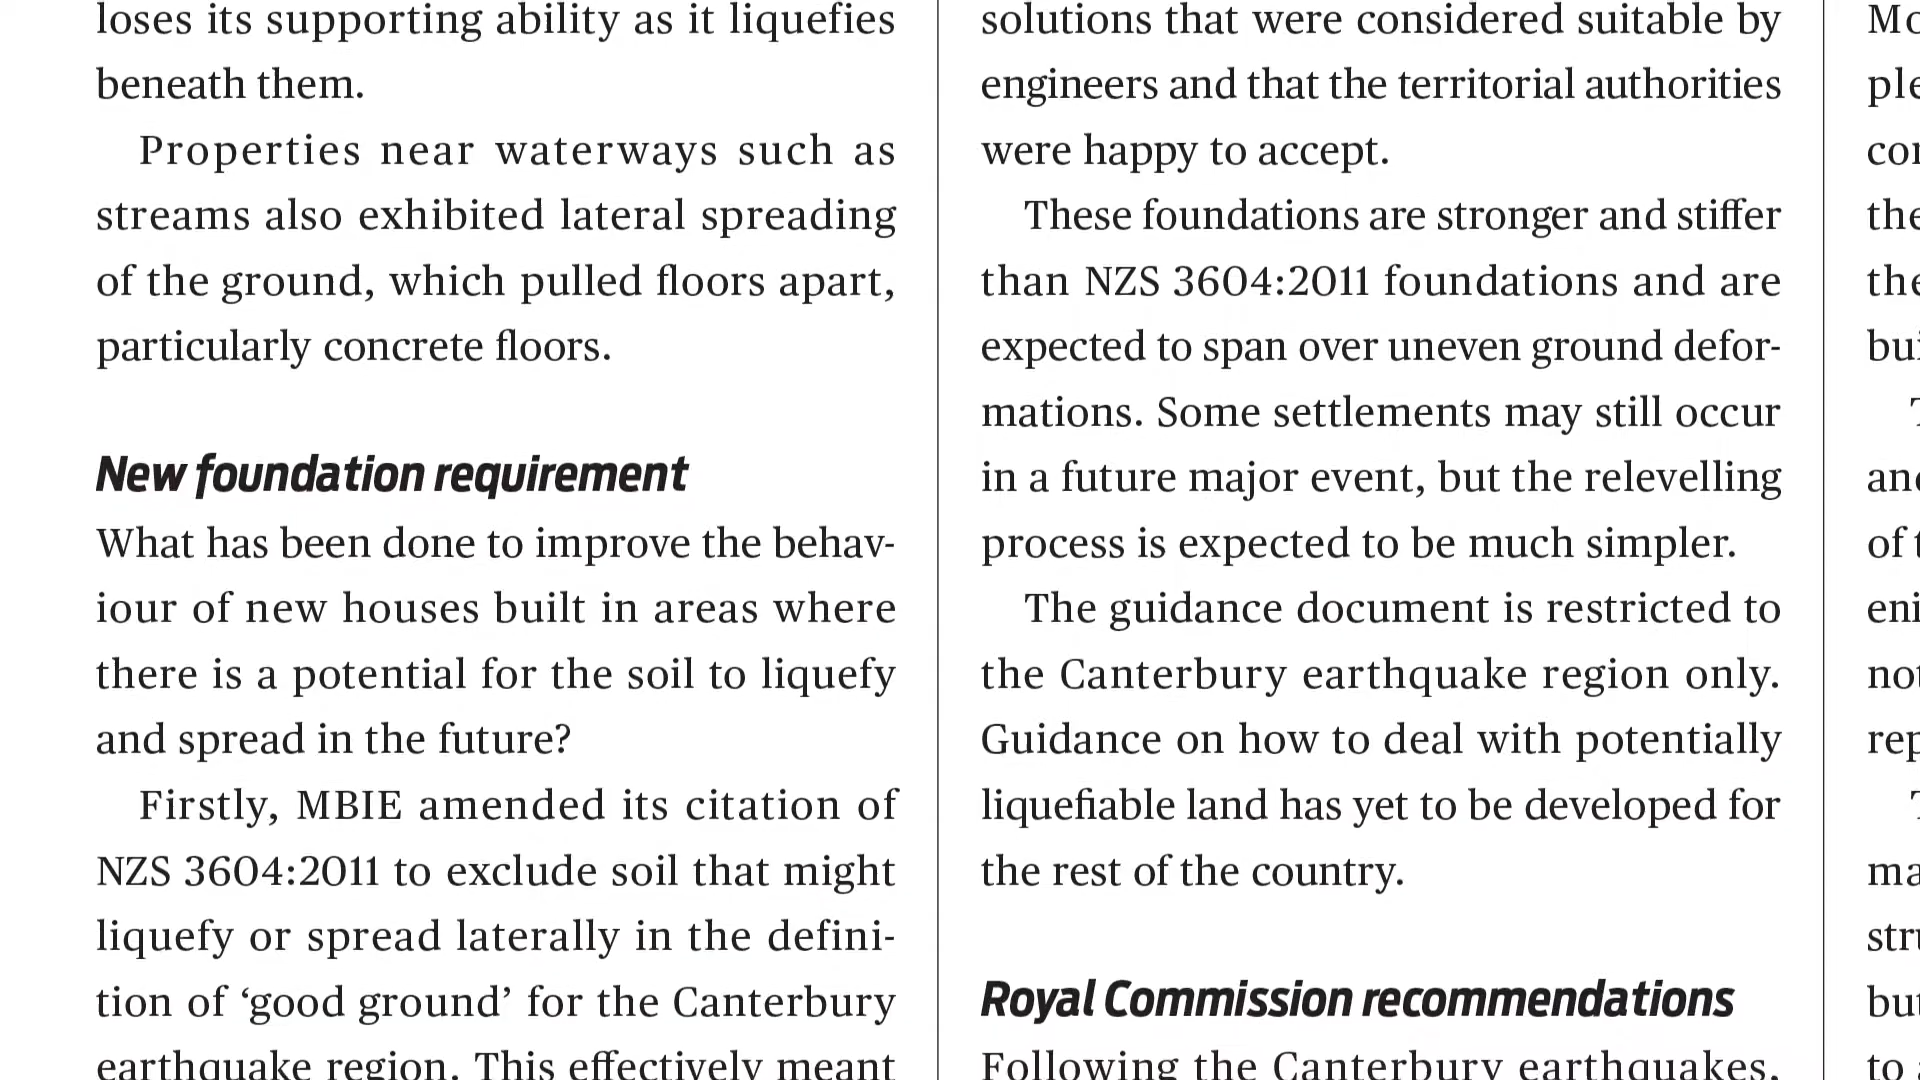 loses its supporting ability as it liquefies
beneath them.
Properties near waterways such as
streams also exhibited lateral spreading
of the ground, which pulled floors apart,
particularly concrete floors.
New foundation requirement
What has been done to improve the behav-
iour of new houses built in areas where
there is a potential for the soil to liquefy
and spread in the future?
Firstly, MBIE amended its citation of
NZS 3604:2011 to exclude soil that might
liquefy or spread laterally in the defini-
tion of ‘good ground’ for the Canterbury
earthquake region. This effectively meant
solutions that were considered suitable by
engineers and that the territorial authorities
were happy to accept.
These foundations are stronger and stiffer
than NZS 3604:2011 foundations and are
expected to span over uneven ground defor-
mations. Some settlements may still occur
in a future major event, but the relevelling
process is expected to be much simpler.
The guidance document is restricted to
the Canterbury earthquake region only.
Guidance on how to deal with potentially
liquefiable land has yet to be developed for
the rest of the country.
Royal Commission recommendations
Following the Canterbury earthquakes,
of
to